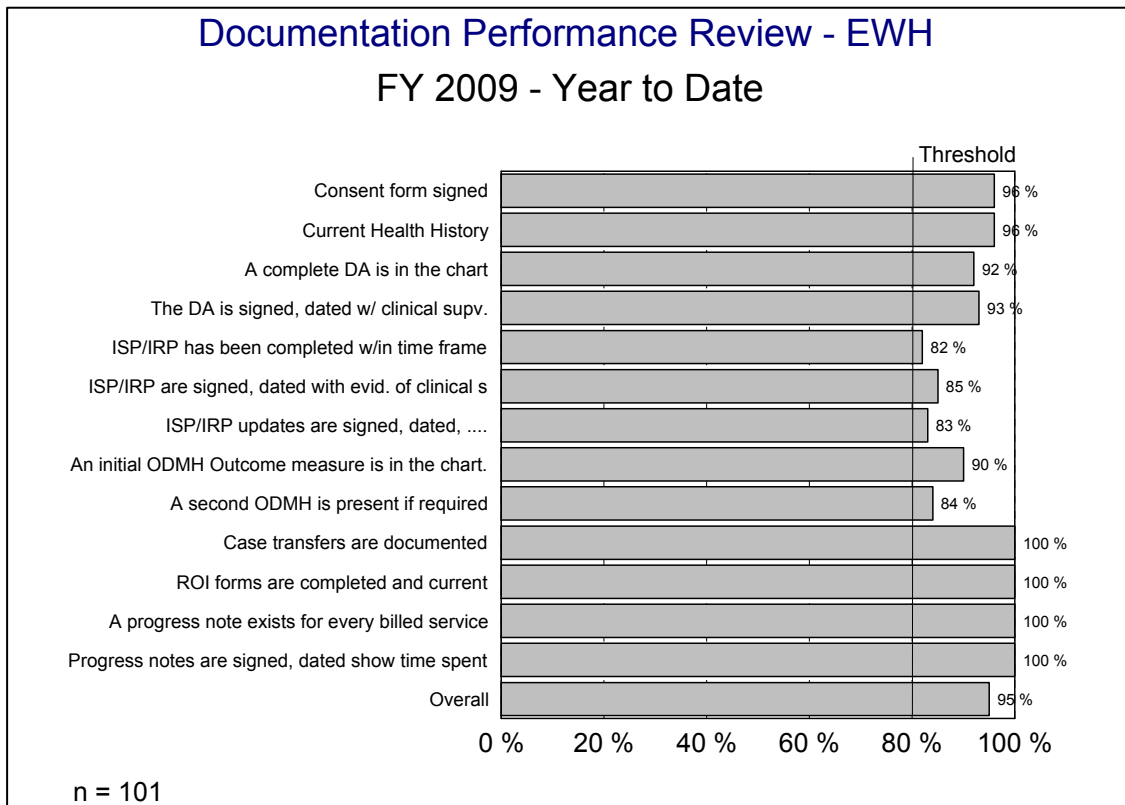 Documentation Performance Review - EWH
FY 2009 - Year to Date
Threshold
Consent form signed 96 %
Current Health History 96 %
A complete DA is in the chart 92 %
The DA is signed, dated w/ clinical supv. 93 %
ISP/IRP has been completed w/in time frame 82 %
ISP/IRP are signed, dated with evid. of clinical s 85 %
ISP/IRP updates are signed, dated, .... 83 %
An initial ODMH Outcome measure is in the chart. 90 %
A second ODMH is present if required 84 %
Case transfers are documented 100 %
ROI forms are completed and current 100 %
A progress note exists for every billed service 100 %
Progress notes are signed, dated show time spent 100 %
Overall 95 %
0 % 20 % 40 % 60 % 80 % 100 %
n = 101